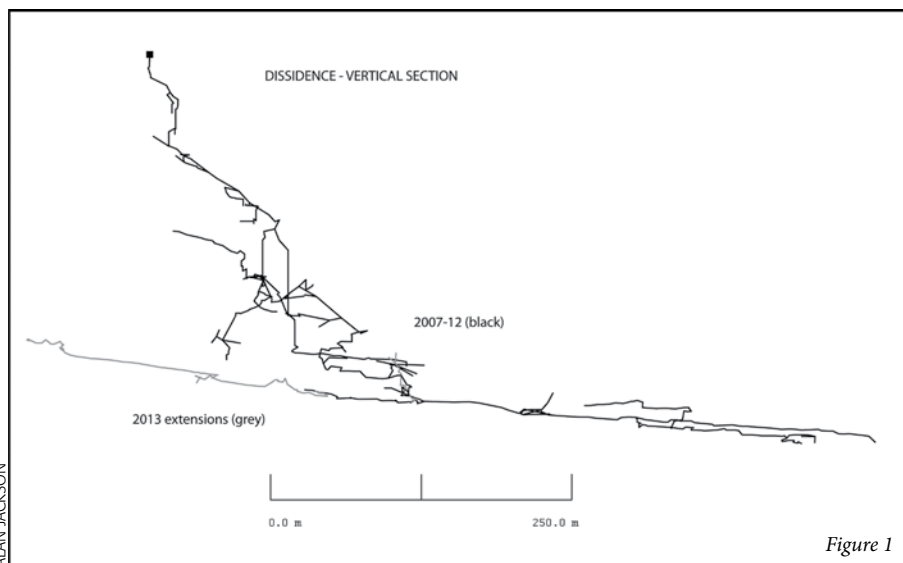 DISSIDENCE - VERTICAL SECTION
2007-12 (black)
2013 extensions (grey)
0.0 m
250.0 m
Figure 1
ALAN JACKSON